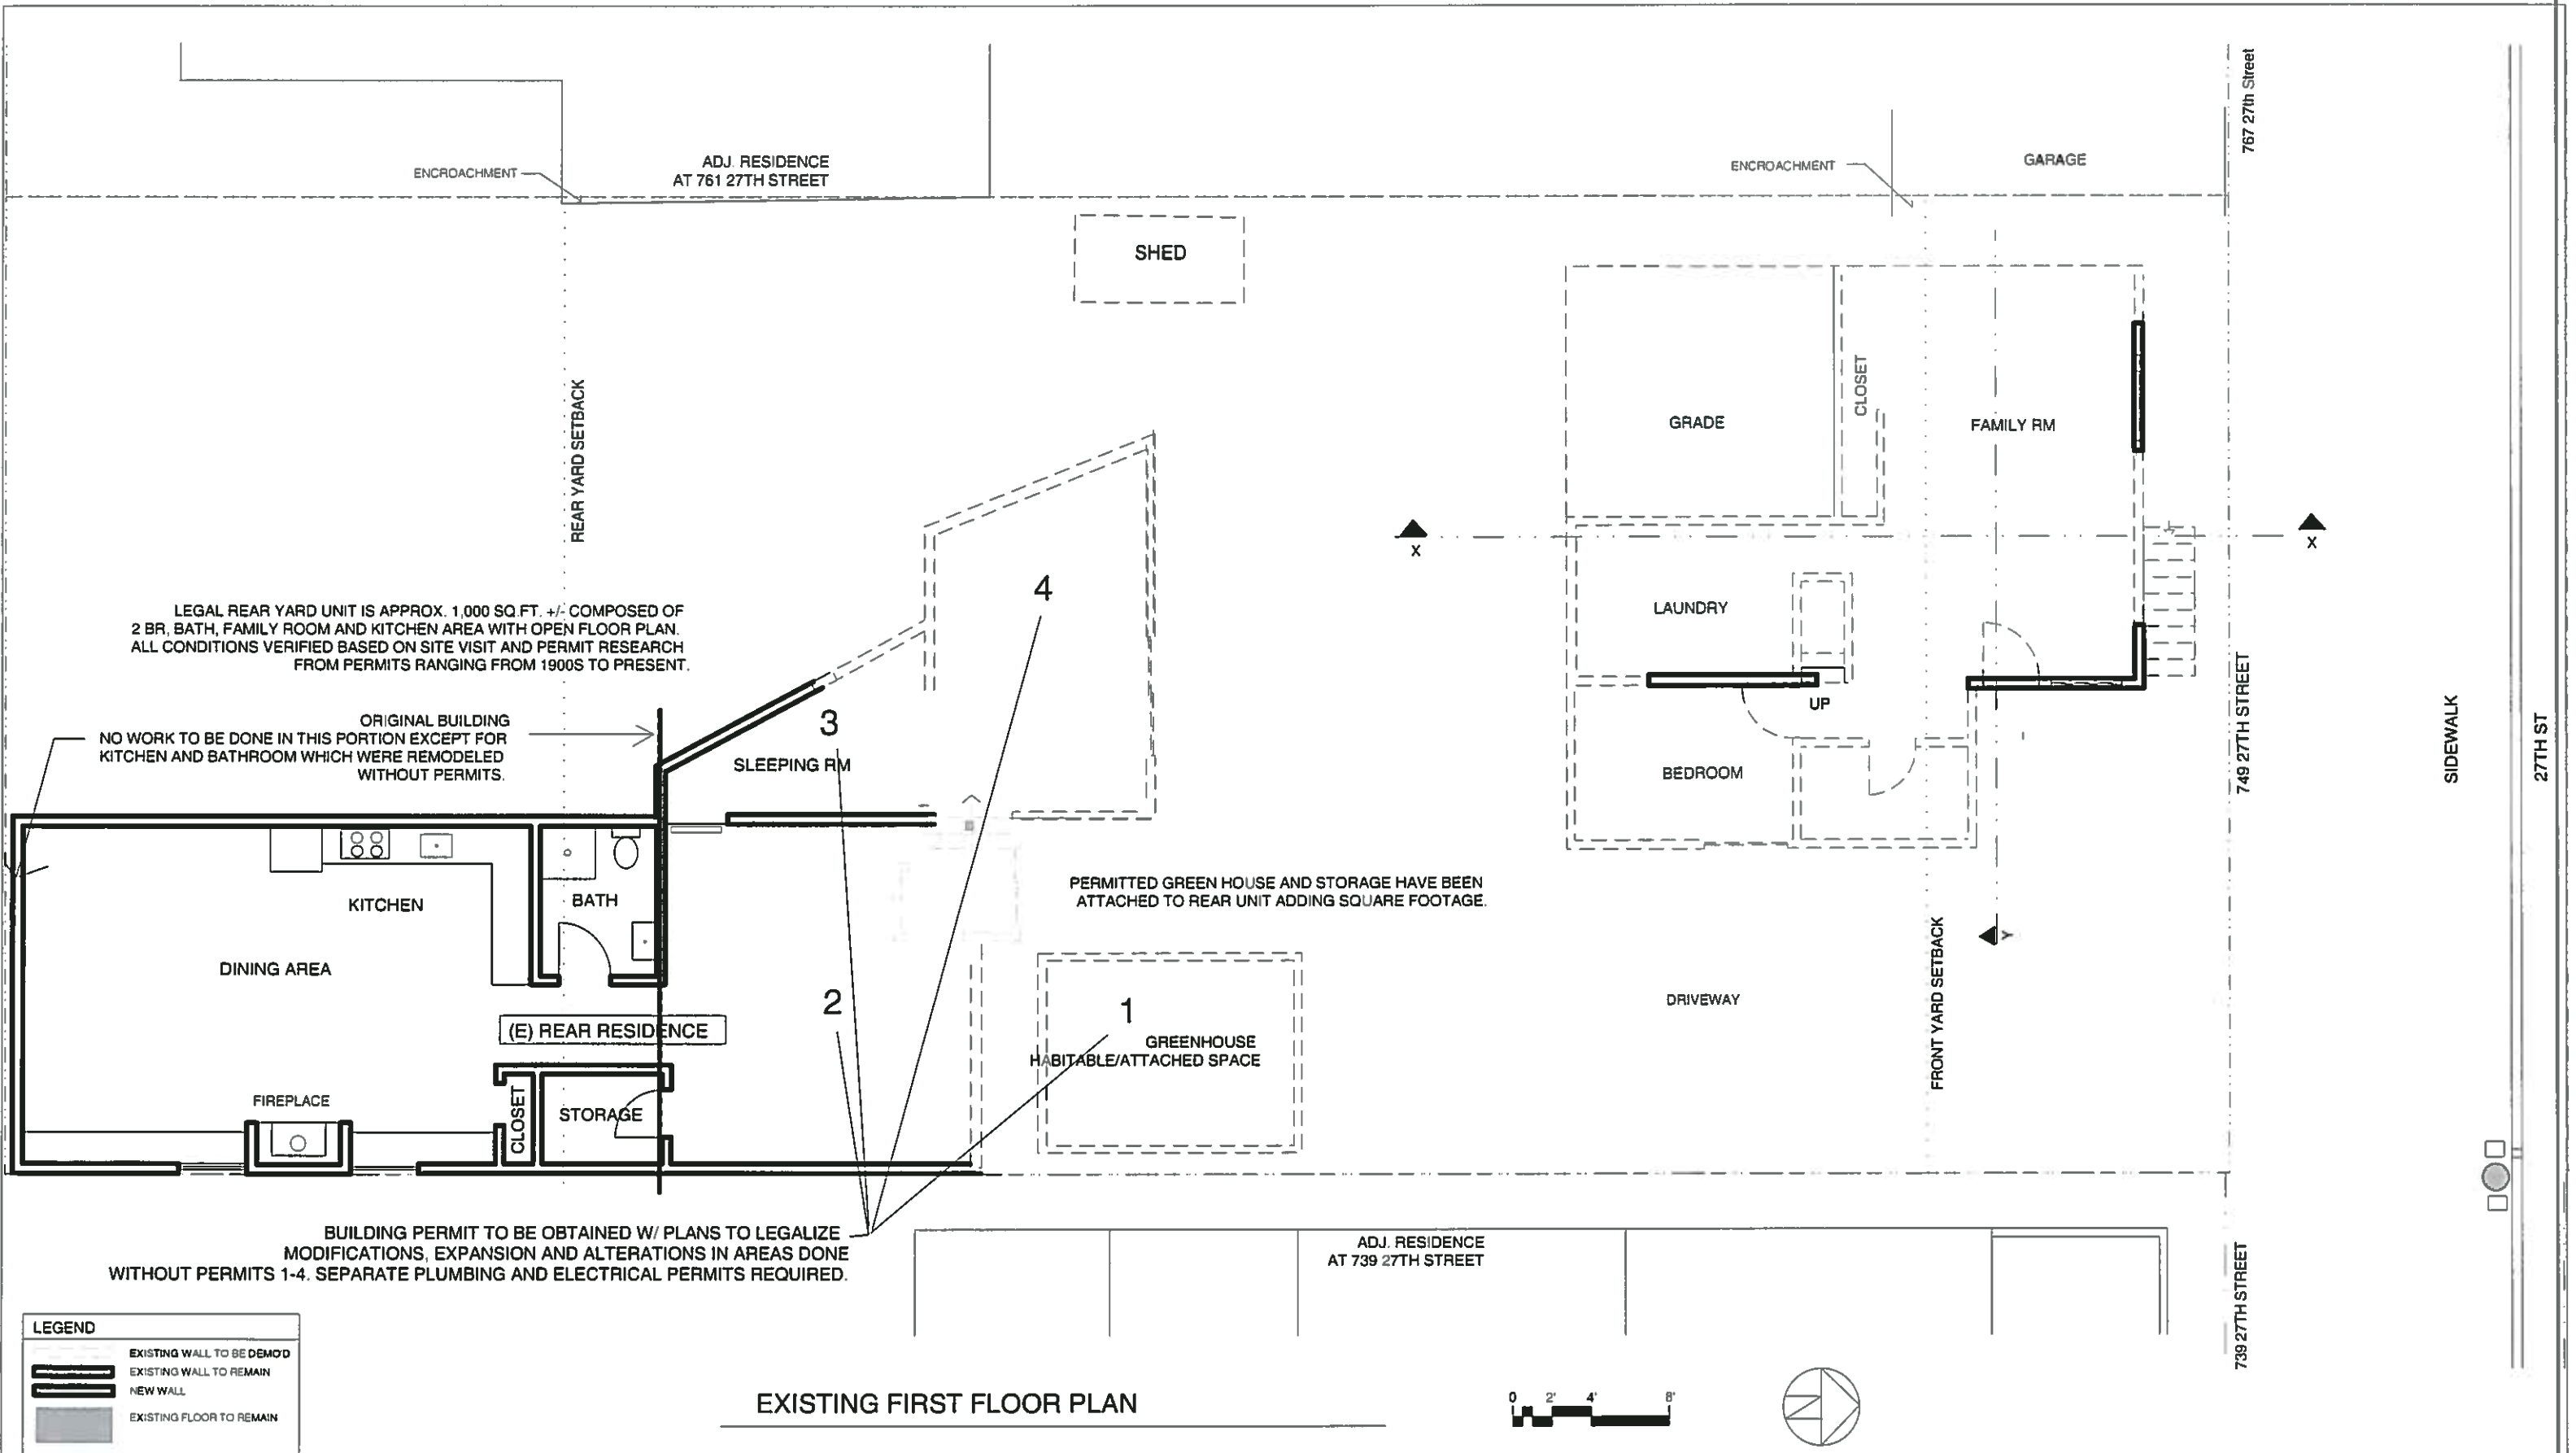 767 27th Street
ENCROACHMENT
ADJ. RESIDENCE
AT 761 27TH STREET
ENCROACHMENT
GARAGE
SHED
REAR YARD SETBACK
GRADE
CLOSET
FAMILY RM
4
X
X
LAUNDRY
LEGAL REAR YARD UNIT IS APPROX. 1,000 SQ.FT. +/- COMPOSED OF
2 BR, BATH, FAMILY ROOM AND KITCHEN AREA WITH OPEN FLOOR PLAN.
ALL CONDITIONS VERIFIED BASED ON SITE VISIT AND PERMIT RESEARCH
FROM PERMITS RANGING FROM 1900S TO PRESENT.
UP
749 27TH STREET
SIDEWALK
27TH ST
ORIGINAL BUILDING
NO WORK TO BE DONE IN THIS PORTION EXCEPT FOR
KITCHEN AND BATHROOM WHICH WERE REMODELED
WITHOUT PERMITS.
3
SLEEPING RM
BEDROOM
KITCHEN
BATH
PERMITTED GREEN HOUSE AND STORAGE HAVE BEEN
ATTACHED TO REAR UNIT ADDING SQUARE FOOTAGE.
Y
FRONT YARD SETBACK
DINING AREA
2
1
DRIVEWAY
(E) REAR RESIDENCE
GREENHOUSE
HABITABLE/ATTACHED SPACE
FIREPLACE
CLOSET
STORAGE
BUILDING PERMIT TO BE OBTAINED W/ PLANS TO LEGALIZE
MODIFICATIONS, EXPANSION AND ALTERATIONS IN AREAS DONE
WITHOUT PERMITS 1-4. SEPARATE PLUMBING AND ELECTRICAL PERMITS REQUIRED.
ADJ. RESIDENCE
AT 739 27TH STREET
739 27TH STREET
LEGEND
EXISTING WALL TO BE DEMO'D
EXISTING WALL TO REMAIN
NEW WALL
EXISTING FLOOR TO REMAIN
EXISTING FIRST FLOOR PLAN
0 2' 4' 8'
N